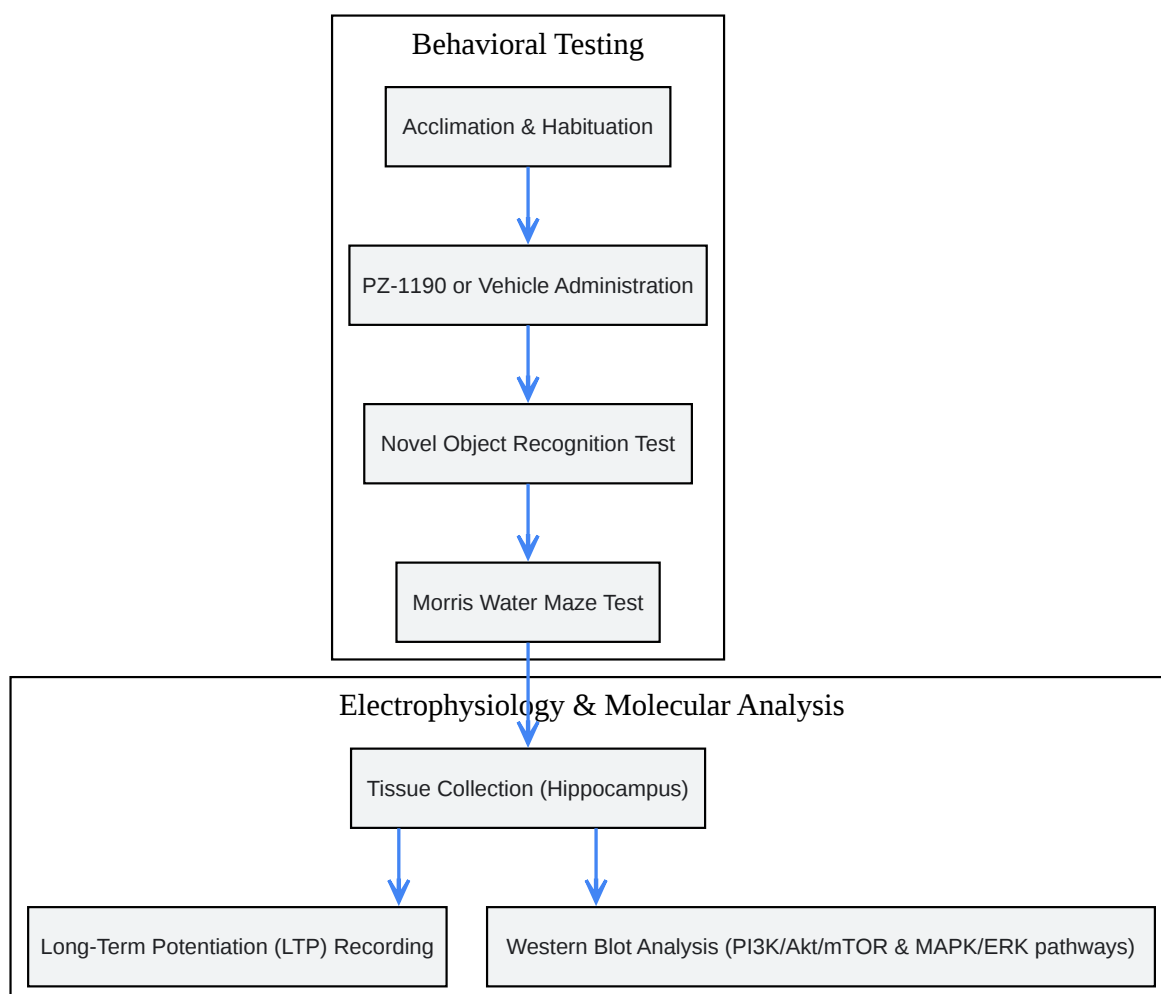 Behavioral Testing
Acclimation & Habituation
PZ-1190 or Vehicle Administration
Novel Object Recognition Test
Morris Water Maze Test
Electrophysiology & Molecular Analysis
Tissue Collection (Hippocampus)
Long-Term Potentiation (LTP) Recording
Western Blot Analysis (PI3K/Akt/mTOR & MAPK/ERK pathways)